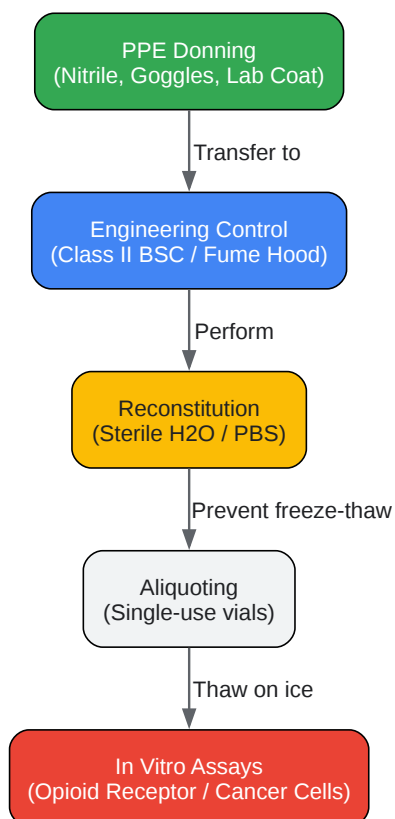 PPE Donning
(Nitrile, Goggles, Lab Coat)
Transfer to
Engineering Control
(Class II BSC / Fume Hood)
Perform
Reconstitution
(Sterile H2O / PBS)
Prevent freeze-thaw
Aliquoting
(Single-use vials)
Thaw on ice
In Vitro Assays
(Opioid Receptor / Cancer Cells)